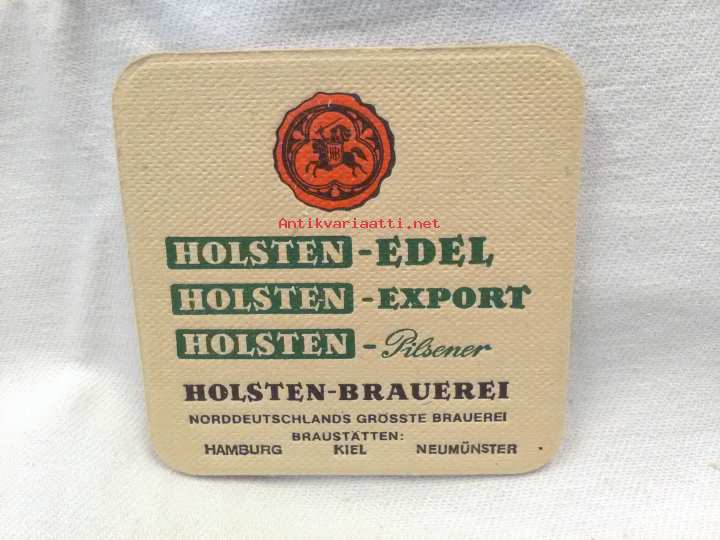 Antikvariaatti.net
HOLSTEN-EDEL
HOLSTEN-EXPORT
HOLSTEN-Pilsener
HOLSTEN-BRAUEREI
NORDDEUTSCHLANDS GRÖSSTE BRAUEREI
BRAUSTÄTTEN:
HAMBURG KIEL NEUMÜNSTER